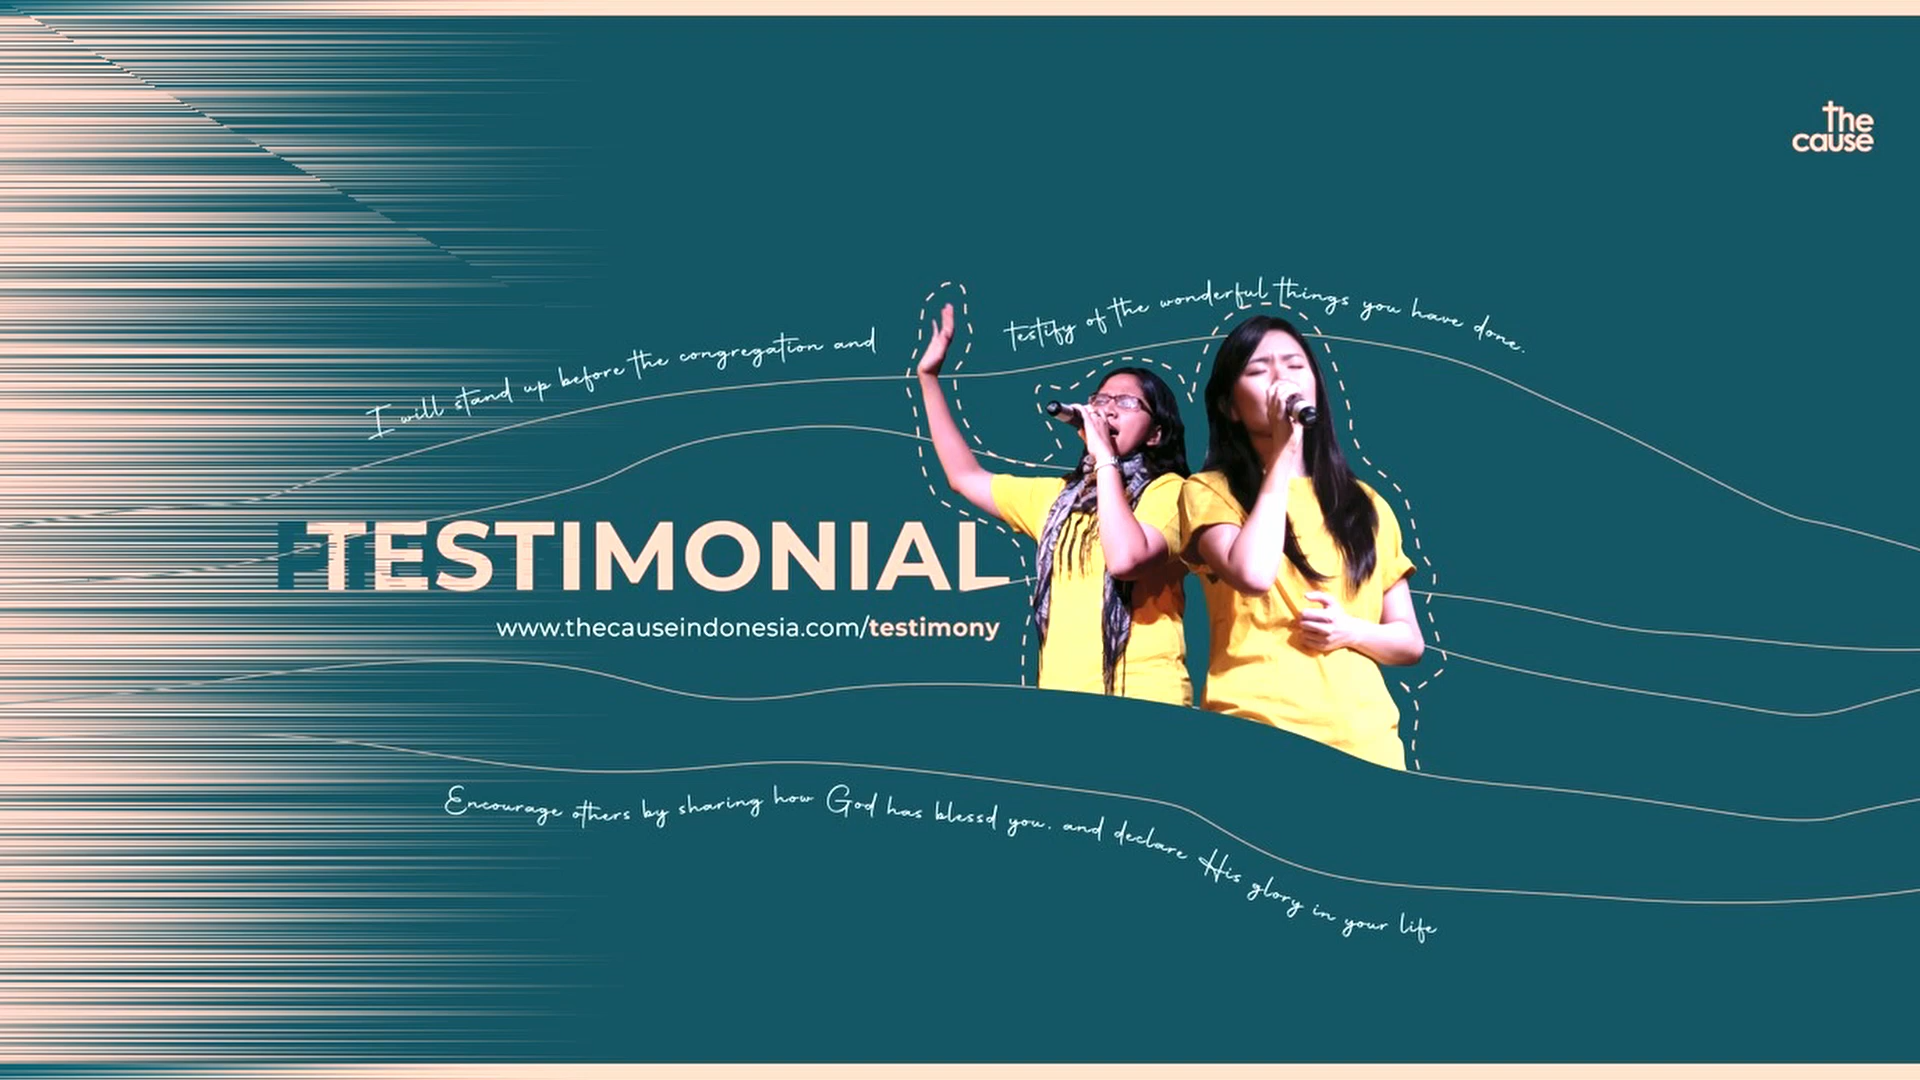 the
cause
I will stand up before the congregation and testify of the wonderful things you have done.
TESTIMONIAL
www.thecauseindonesia.com/testimony
Encourage others by sharing how God has blessd you. and declare His glory in your life